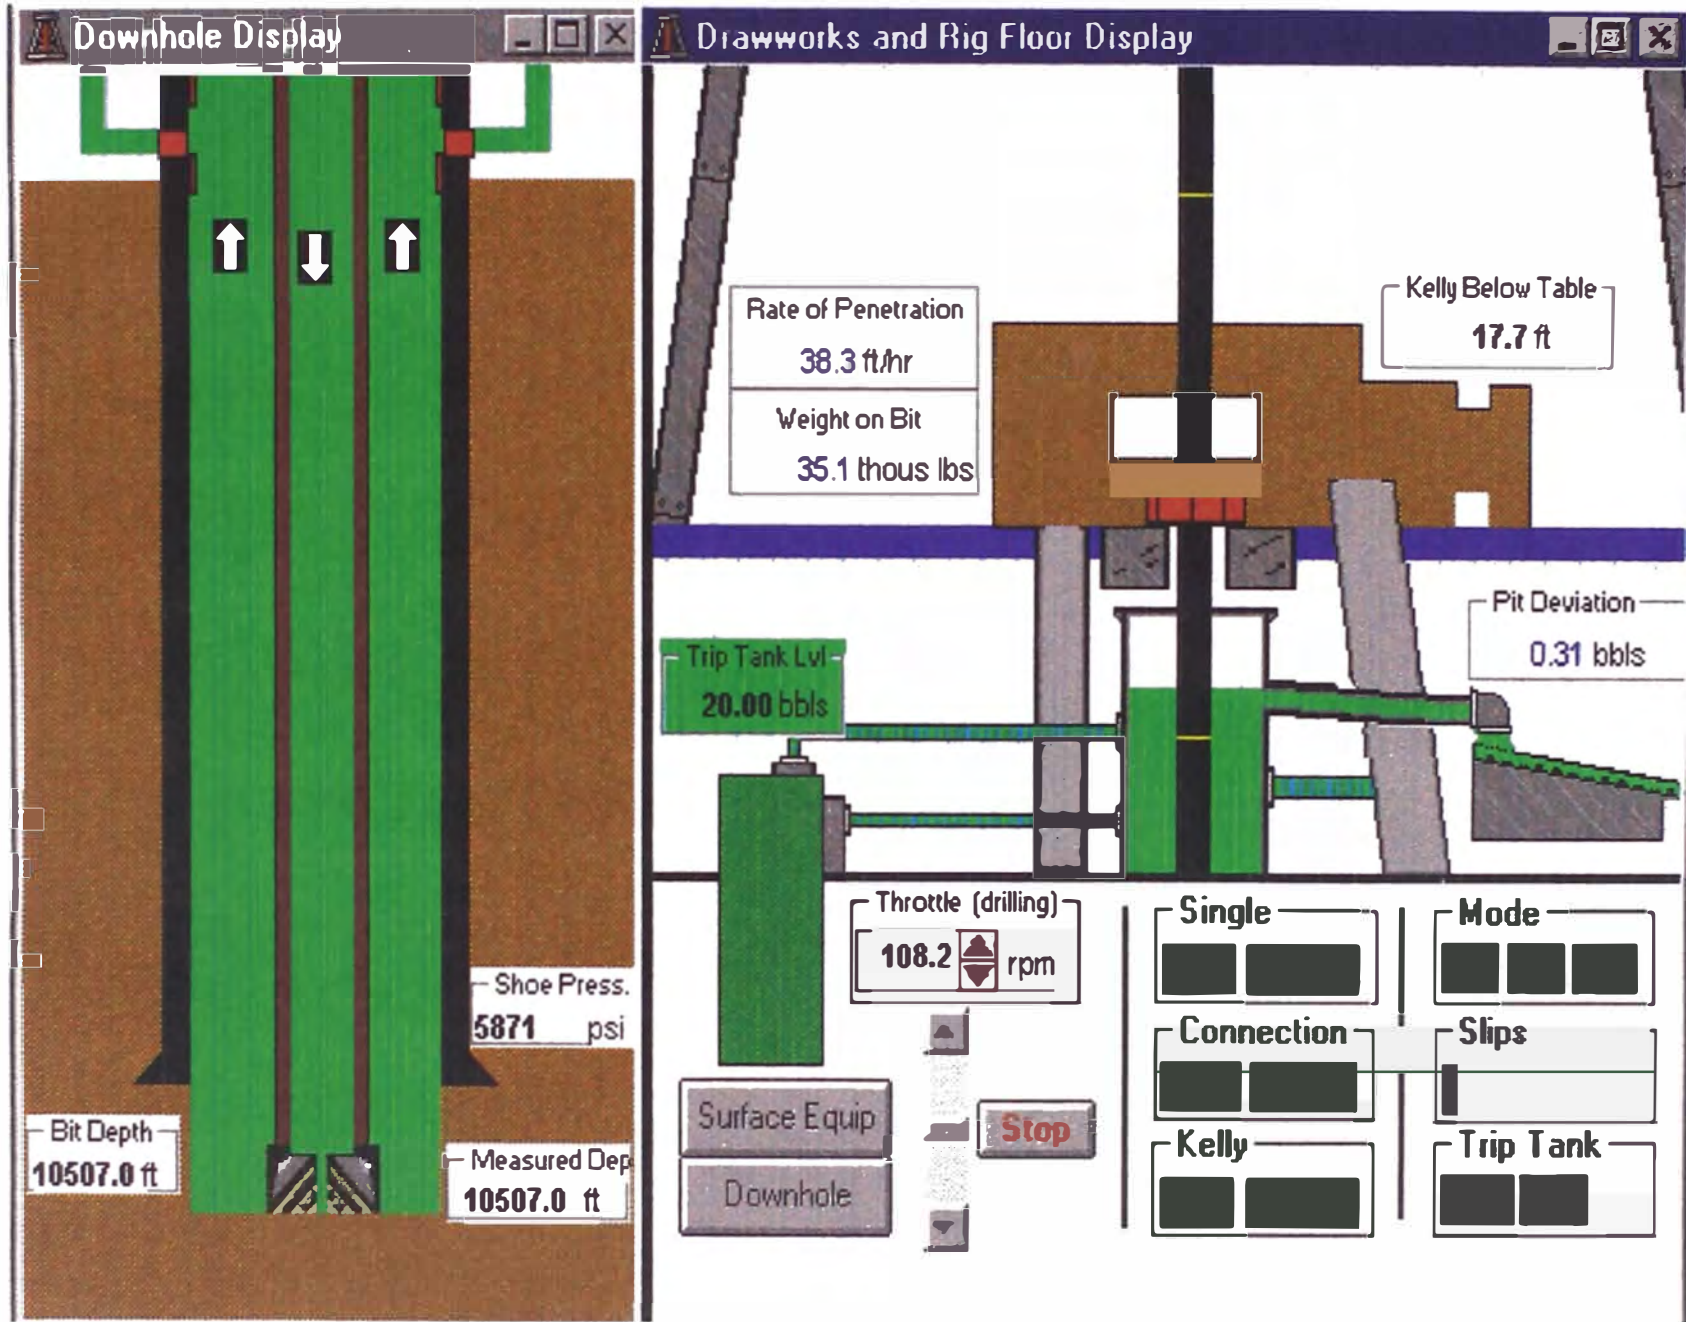 Downhole Display
Shoe Press.
5871 psi
Bit Depth
10507.0 ft
Measured Dep
10507.0 ft
Drawworks and Rig Floor Display
Kelly Below Table
17.7 ft
Rate of Penetration
38.3 ft/hr
Weight on Bit
35.1 thous lbs
Pit Deviation
0.31 bbls
Trip Tank Lvl
20.00 bbls
Throttle (drilling)
108.2 rpm
Surface Equip
Downhole
Stop
Single
Mode
Connection
Slips
Kelly
Trip Tank